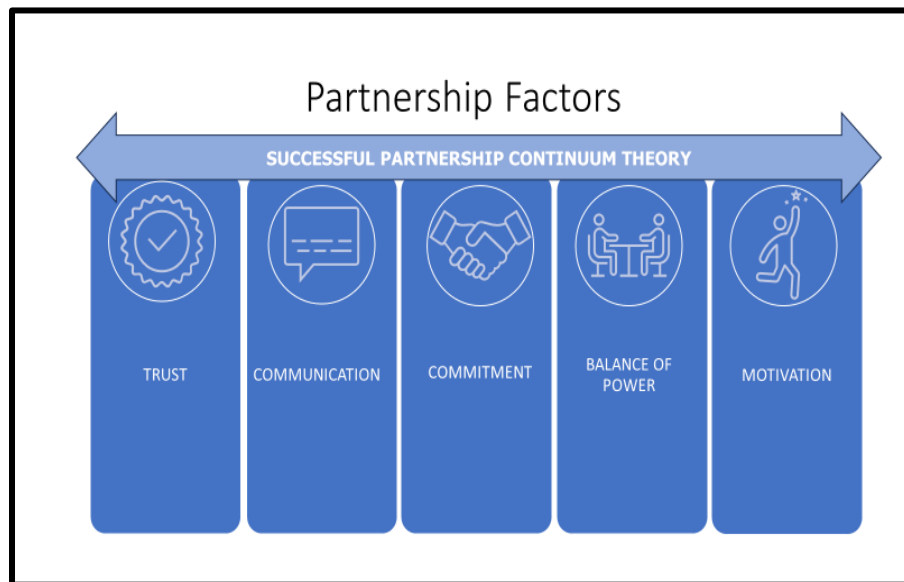 Partnership Factors
SUCCESSFUL PARTNERSHIP CONTINUUM THEORY
TRUST
COMMUNICATION
COMMITMENT
BALANCE OF
POWER
MOTIVATION